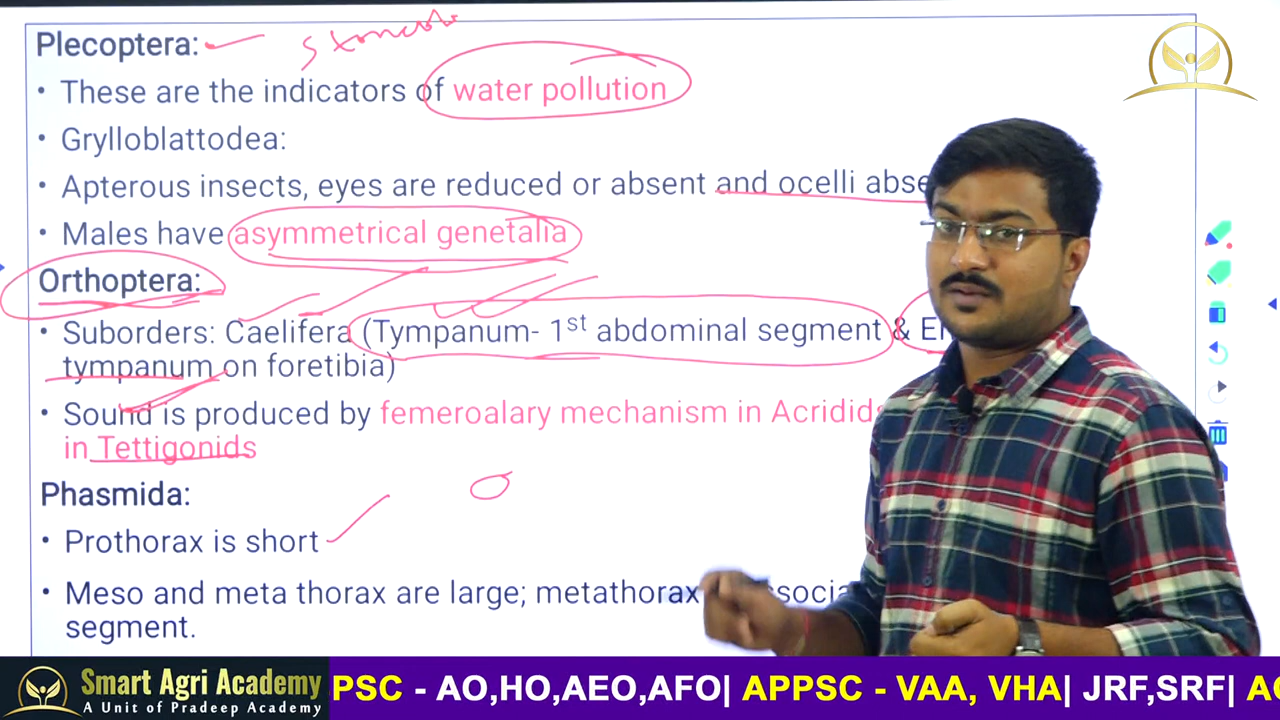 Plecoptera:
• These are the indicators of water pollution
• Grylloblattodea:
• Apterous insects, eyes are reduced or absent and ocelli
• Males have asymmetrical genetalia
Orthoptera:
• Suborders: Caelifera (Tympanum- 1st abdominal segment &
tympanum on foretibia)
• Sound is produced by femeroalary mechanism in Acridids
in Tettigonids
Phasmida:
• Prothorax is short
• Meso and meta thorax are large; metathorax
segment.
Smart Agri Academy
A Unit of Pradeep Academy
PSC - AO,HO,AEO,AFO| APPSC - VAA, VHA| JRF,SRF|